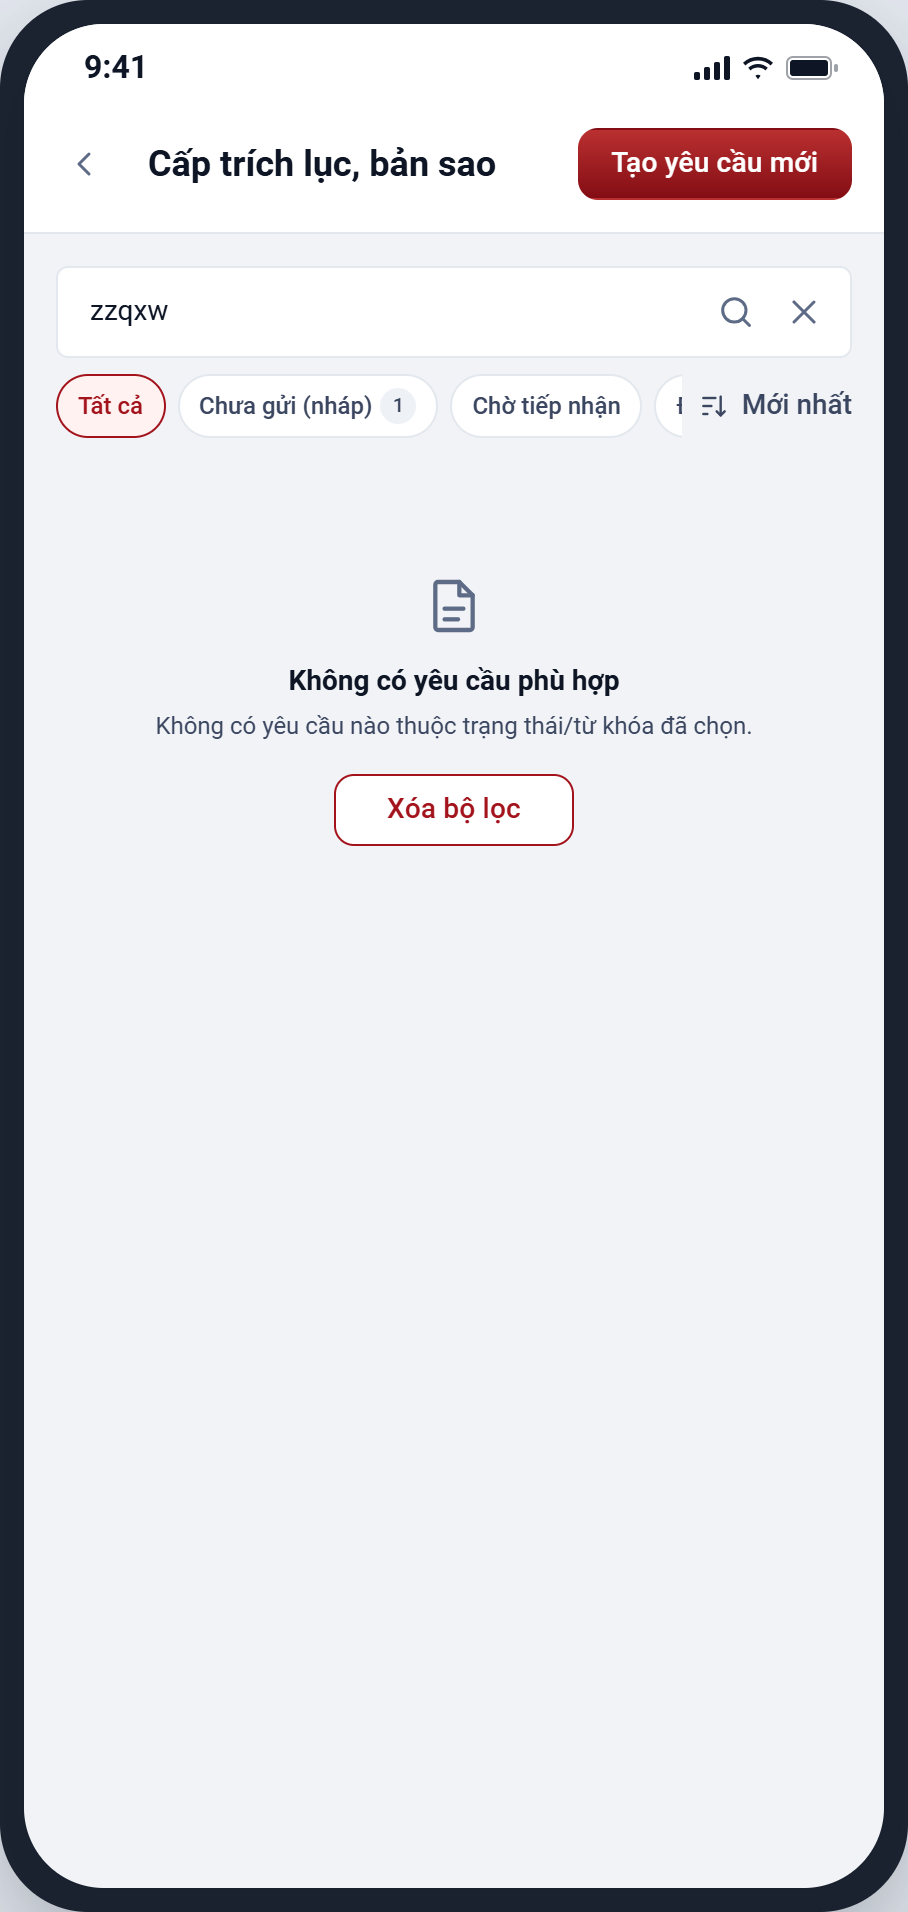 9:41
Cấp trích lục, bản sao
Tạo yêu cầu mới
zzqxw
Tất cả
Chưa gửi (nháp) 1
Chờ tiếp nhận
Mới nhất
Không có yêu cầu phù hợp
Không có yêu cầu nào thuộc trạng thái/từ khóa đã chọn.
Xóa bộ lọc